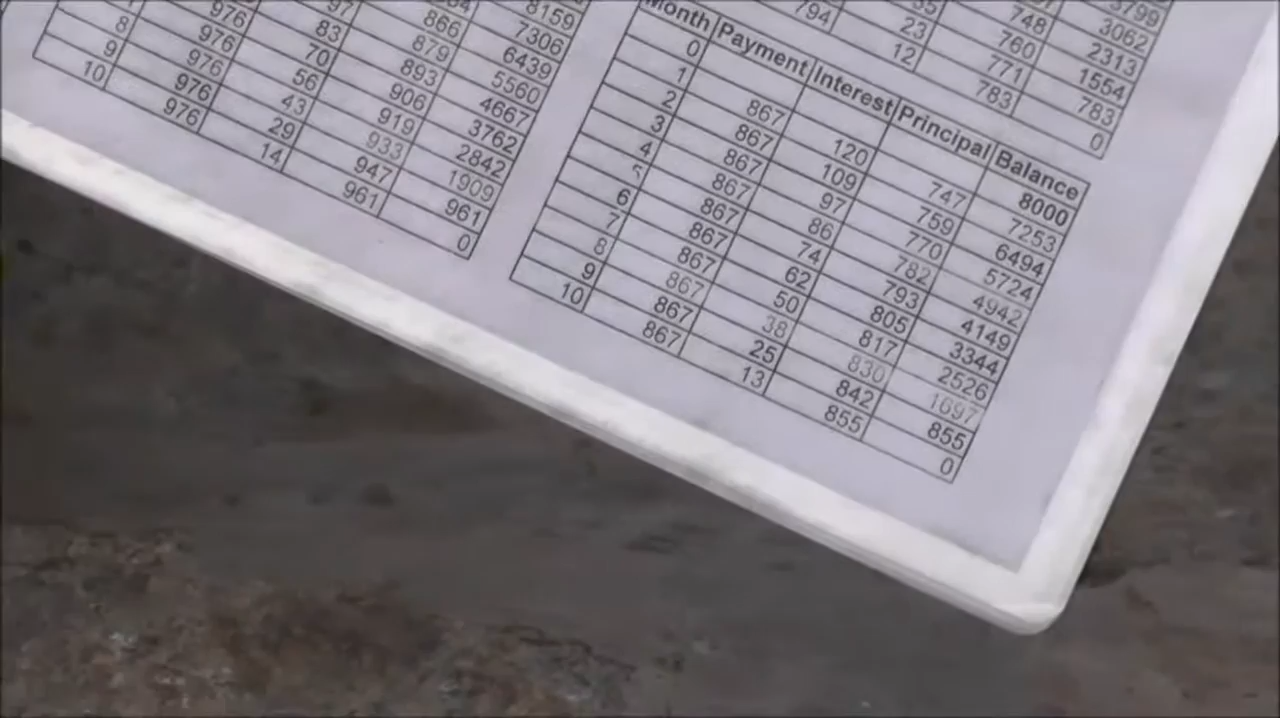 8159
7306
866 6439
97 879 5560
83 893 4667
976 70 906 3762
976 56 919 2842
8 976 43 933 1909
9 976 29 947 961
10 976 14 961 0
3799
3062
748 2313
35 760 1554
23 771 783
794 12 783 0
Month Payment Interest Principal Balance
0 8000
1 867 120 747 7253
2 867 109 759 6494
3 867 97 770 5724
4 867 86 782 4942
5 867 74 793 4149
6 867 62 805 3344
7 867 50 817 2526
8 867 38 830 1697
9 867 25 842 855
10 867 13 855 0